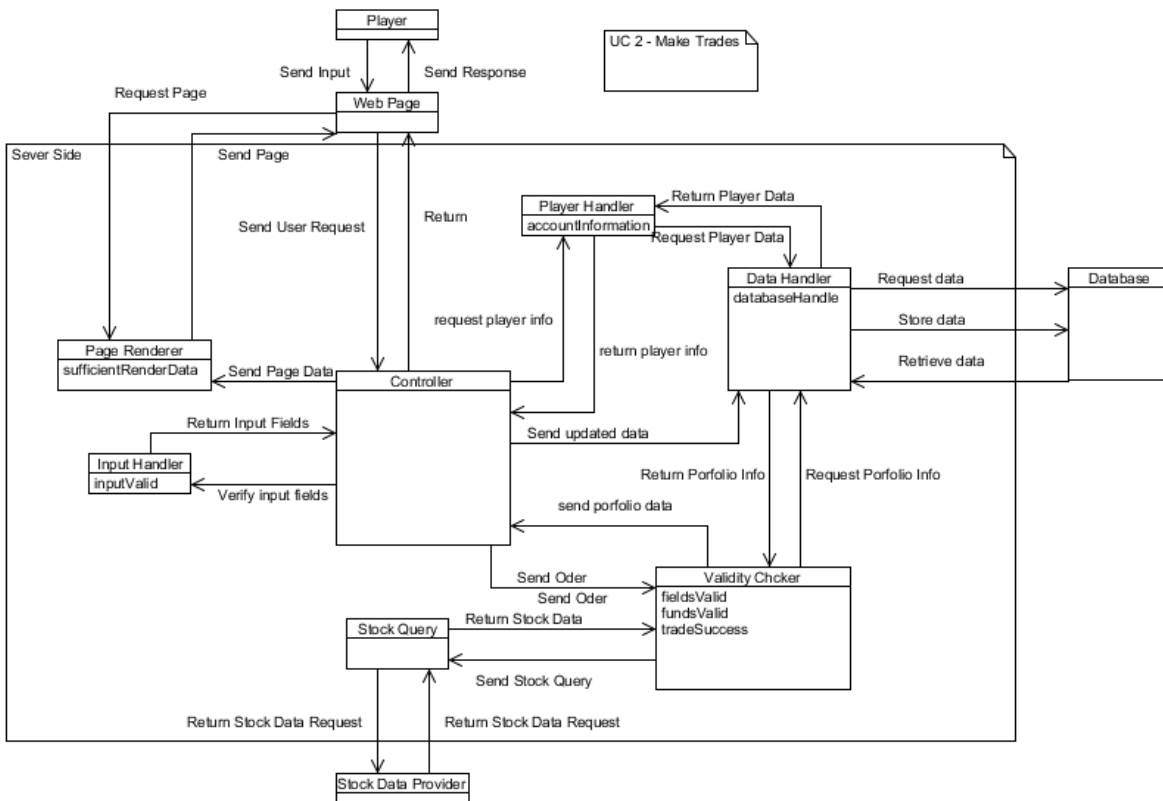 Player
UC 2 - Make Trades
Send Input
Send Response
Request Page
Web Page
Sever Side
Send Page
Return Player Data
Player Handler
accountInformation
Send User Request
Return
Request Player Data
Data Handler
databaseHandle
Request data
Database
Store data
request player info
return player info
Retrieve data
Page Renderer
sufficientRenderData
Send Page Data
Controller
Return Input Fields
Send updated data
Input Handler
inputValid
Verify input fields
Return Porfolio Info
Request Porfolio Info
send porfolio data
Send Oder
Send Oder
Validity Chcker
fieldsValid
fundsValid
tradeSuccess
Stock Query
Return Stock Data
Send Stock Query
Return Stock Data Request
Return Stock Data Request
Stock Data Provider